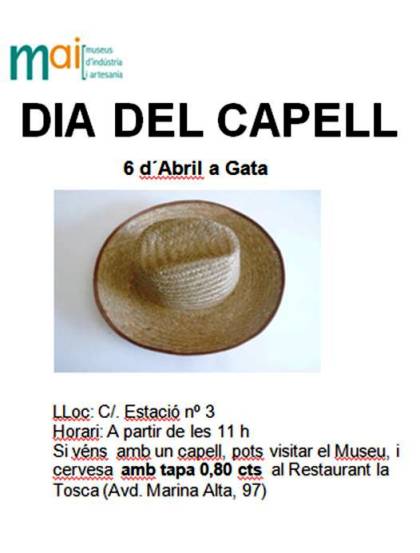 mai museus
d'indústria
i artesania
DIA DEL CAPELL
6 d´Abril a Gata
LLoc: C/. Estació nº 3
Horari: A partir de les 11 h
Si véns amb un capell, pots visitar el Museu, i
cervesa amb tapa 0,80 cts al Restaurant la
Tosca (Avd. Marina Alta, 97)